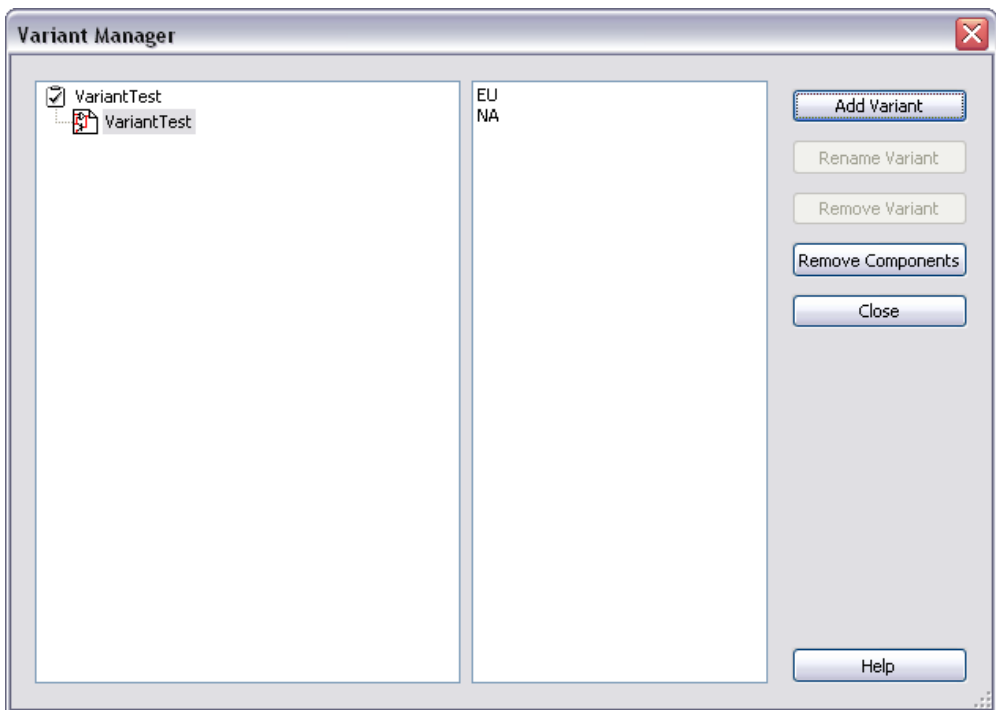 Variant Manager
VariantTest
VariantTest
EU
NA
Add Variant
Rename Variant
Remove Variant
Remove Components
Close
Help